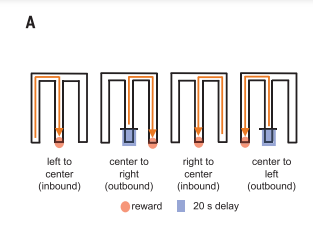 A
left to
center
(inbound)
center to
right
(outbound)
right to
center
(inbound)
center to
left
(outbound)
reward
20 s delay